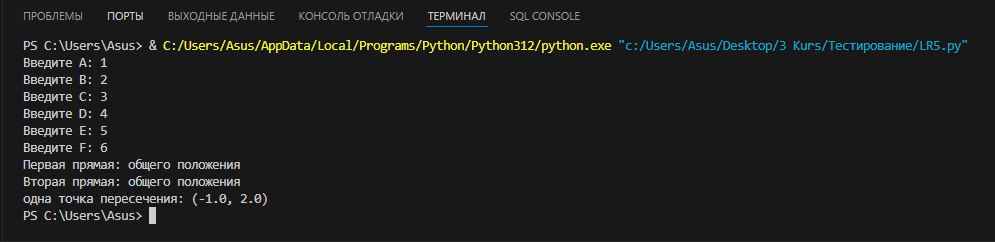 ПРОБЛЕМЫ ПОРТЫ ВЫХОДНЫЕ ДАННЫЕ КОНСОЛЬ ОТЛАДКИ ТЕРМИНАЛ SQL CONSOLE
PS C:\Users\Asus> & C:/Users/Asus/AppData/Local/Programs/Python/Python312/python.exe "c:/Users/Asus/Desktop/3 Kurs/Тестирование/LR5.py"
Введите A: 1
Введите B: 2
Введите C: 3
Введите D: 4
Введите E: 5
Введите F: 6
Первая прямая: общего положения
Вторая прямая: общего положения
одна точка пересечения: (-1.0, 2.0)
PS C:\Users\Asus>